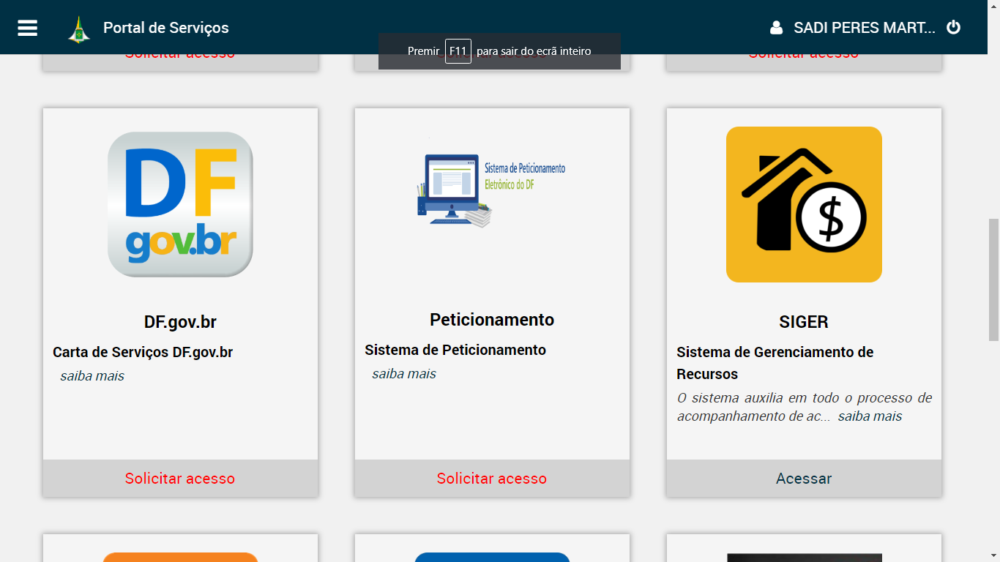 Portal de Serviços
SADI PERES MART...
Premir F11 para sair do ecrã inteiro
Solicitar acesso
Solicitar acesso
DF
gov.br
Sistema de Peticionamento
Eletrônico do DF
$
DF.gov.br
Carta de Serviços DF.gov.br
saiba mais
Solicitar acesso
Peticionamento
Sistema de Peticionamento
saiba mais
Solicitar acesso
SIGER
Sistema de Gerenciamento de
Recursos
O sistema auxilia em todo o processo de
acompanhamento de ac... saiba mais
Acessar